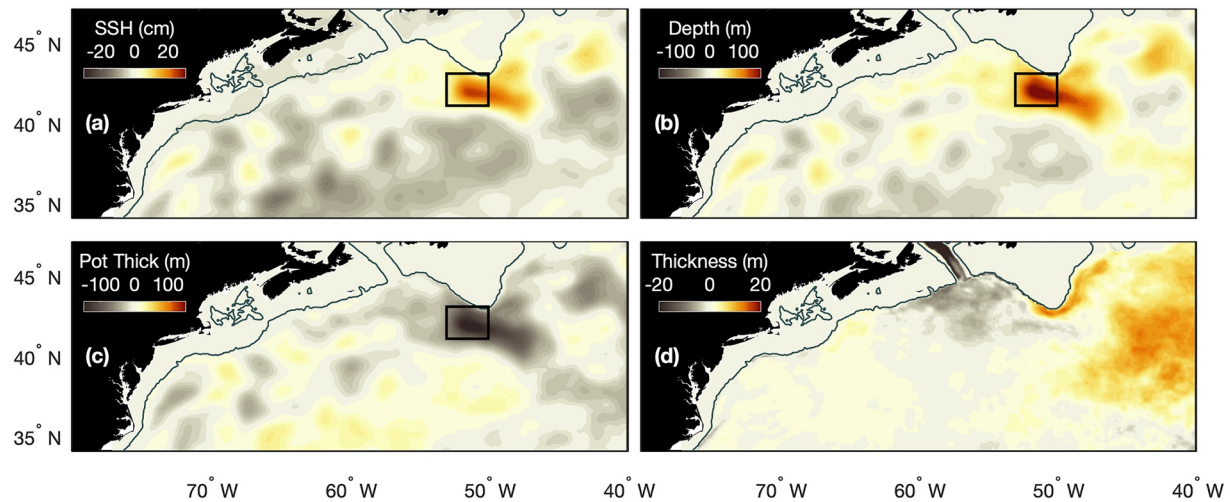 SSH (cm)
-20 0 20
(a)
45° N
40° N
35° N
Depth (m)
-100 0 100
(b)
Pot Thick (m)
-100 0 100
(c)
45° N
40° N
35° N
Thickness (m)
-20 0 20
(d)
70° W 60° W 50° W 40° W
70° W 60° W 50° W 40° W